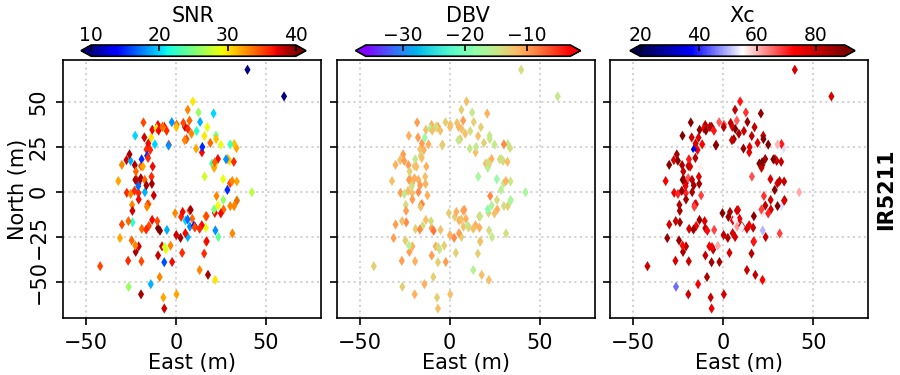 SNR DBV Xc
10 20 30 40 −30 −20 −10 20 40 60 80
50
25
0
−25
−50
North (m)
−50 0 50 −50 0 50 −50 0 50
East (m) East (m) East (m)
IR5211